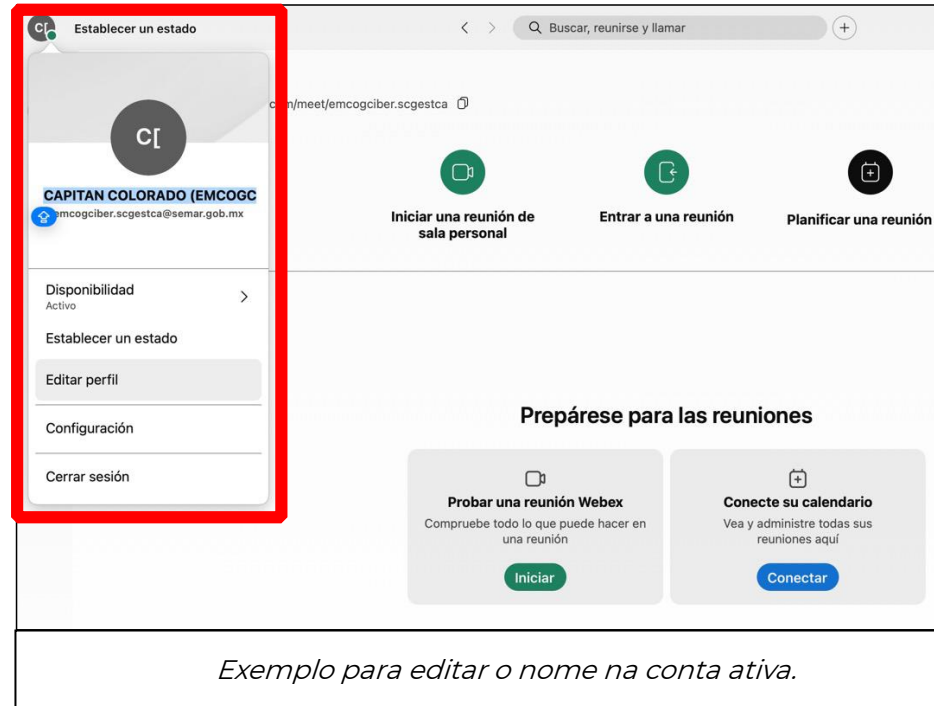 C[
Establecer un estado
Buscar, reunirse y llamar
m/meet/emcogciber.scgestca
C[
CAPITAN COLORADO (EMCOGC
emcogciber.scgestca@semar.gob.mx
Iniciar una reunión de
sala personal
Entrar a una reunión
Planificar una reunión
Disponibilidad
Activo
Establecer un estado
Editar perfil
Configuración
Cerrar sesión
Prepárese para las reuniones
Probar una reunión Webex
Compruebe todo lo que puede hacer en
una reunión
Iniciar
Conecte su calendario
Vea y administre todas sus
reuniones aquí
Conectar
Exemplo para editar o nome na conta ativa.